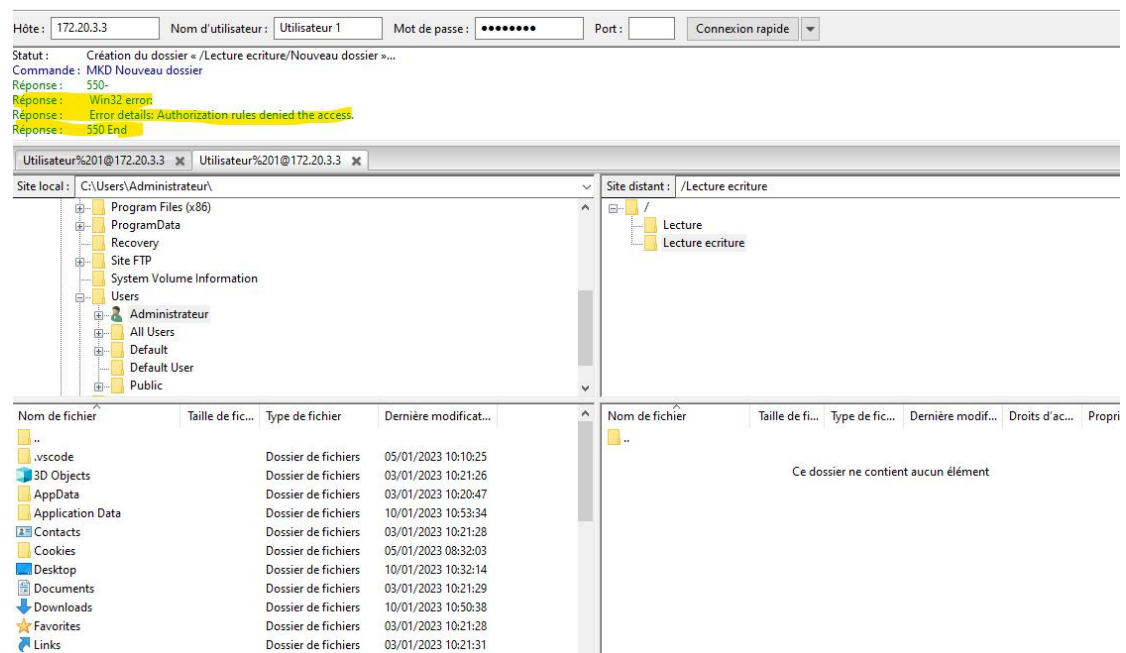 Hôte : 172.20.3.3 Nom d'utilisateur : Utilisateur 1 Mot de passe : ●●●●●●●● Port : Connexion rapide
Statut : Création du dossier « /Lecture ecriture/Nouveau dossier »...
Commande : MKD Nouveau dossier
Réponse : 550-
Réponse : Win32 error:
Réponse : Error details: Authorization rules denied the access.
Réponse : 550 End
Utilisateur%201@172.20.3.3 Utilisateur%201@172.20.3.3
Site local : C:\Users\Administrateur\ Site distant : /Lecture ecriture
Program Files (x86) /
ProgramData Lecture
Recovery Lecture ecriture
Site FTP
System Volume Information
Users
Administrateur
All Users
Default
Default User
Public
Nom de fichier Taille de fic... Type de fichier Dernière modificat... Nom de fichier Taille de fi... Type de fic... Dernière modif... Droits d'ac... Propri
.. ..
.vscode Dossier de fichiers 05/01/2023 10:10:25
3D Objects Dossier de fichiers 03/01/2023 10:21:26 Ce dossier ne contient aucun élément
AppData Dossier de fichiers 03/01/2023 10:20:47
Application Data Dossier de fichiers 10/01/2023 10:53:34
Contacts Dossier de fichiers 03/01/2023 10:21:28
Cookies Dossier de fichiers 05/01/2023 08:32:03
Desktop Dossier de fichiers 10/01/2023 10:32:14
Documents Dossier de fichiers 03/01/2023 10:21:29
Downloads Dossier de fichiers 10/01/2023 10:50:38
Favorites Dossier de fichiers 03/01/2023 10:21:28
Links Dossier de fichiers 03/01/2023 10:21:31